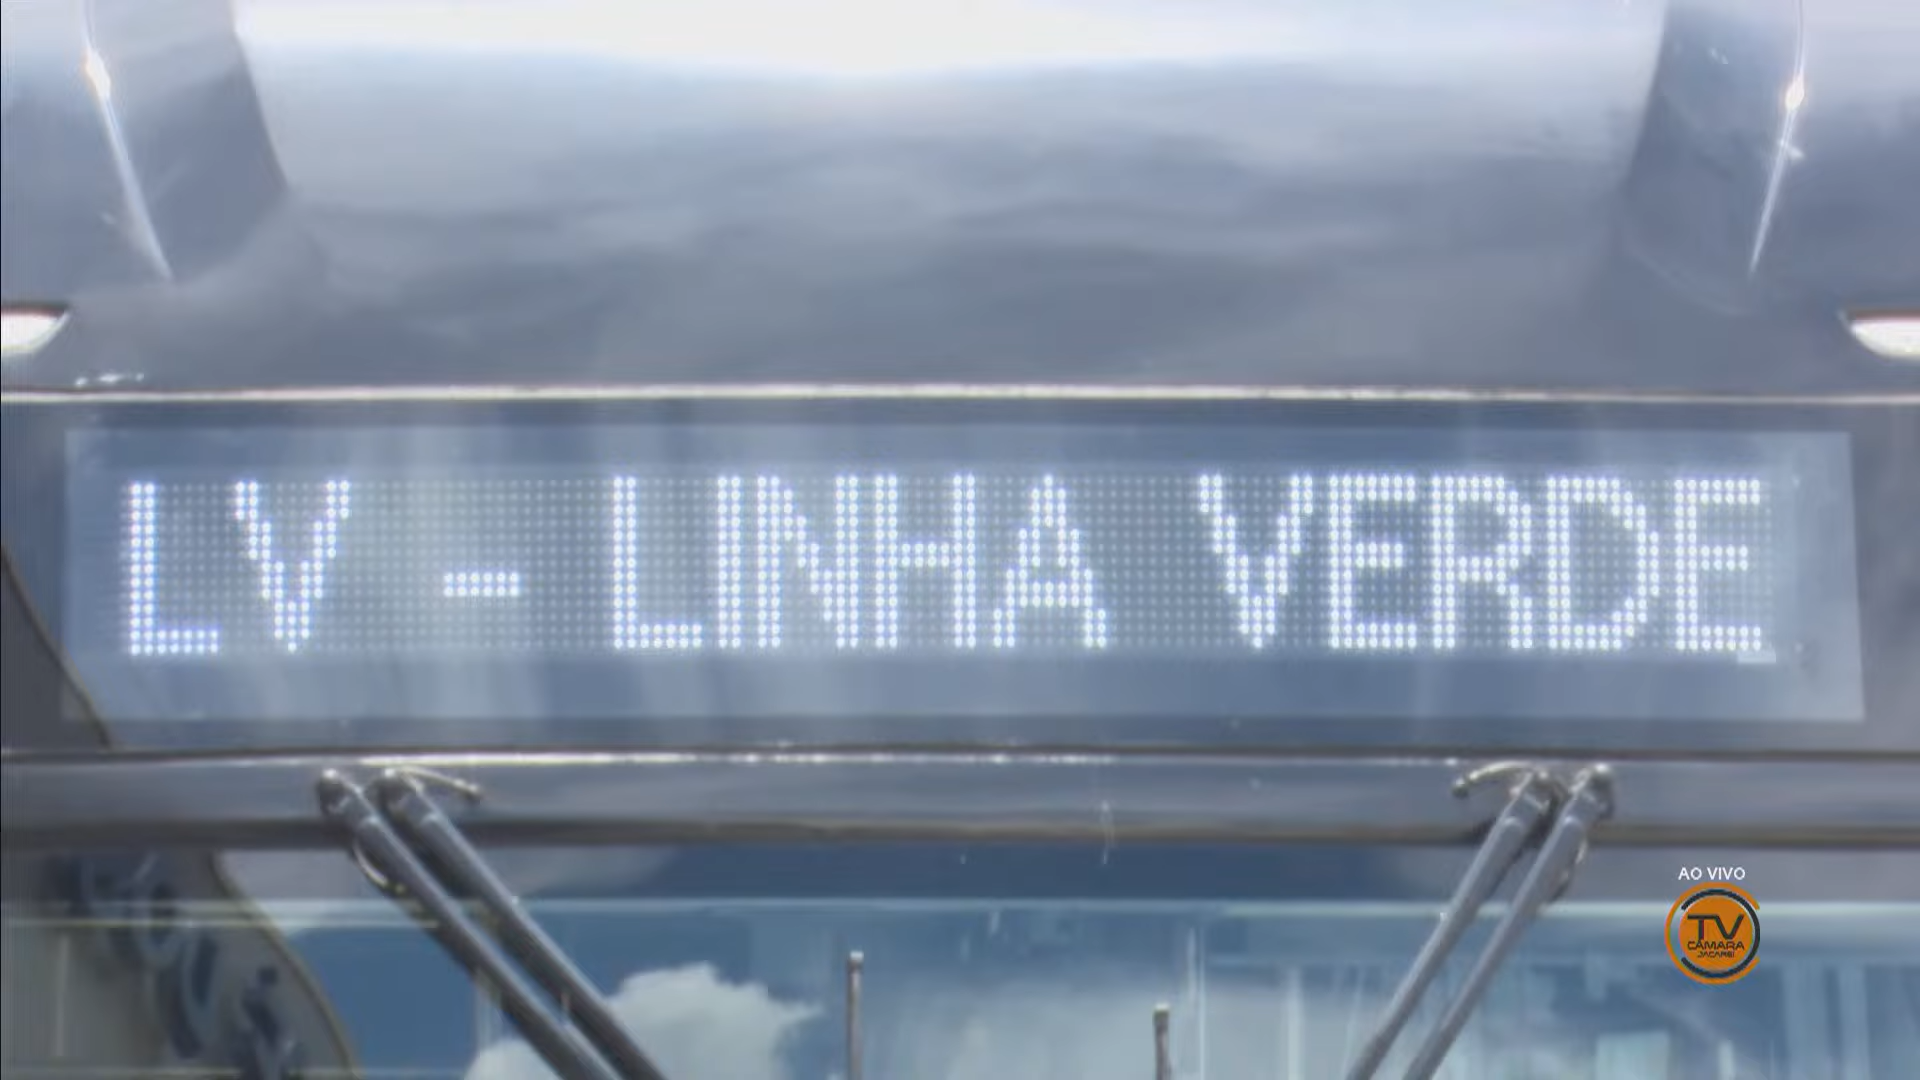 LV - LINHA VERDE
AO VIVO
TV
CÂMARA
JACAREÍ